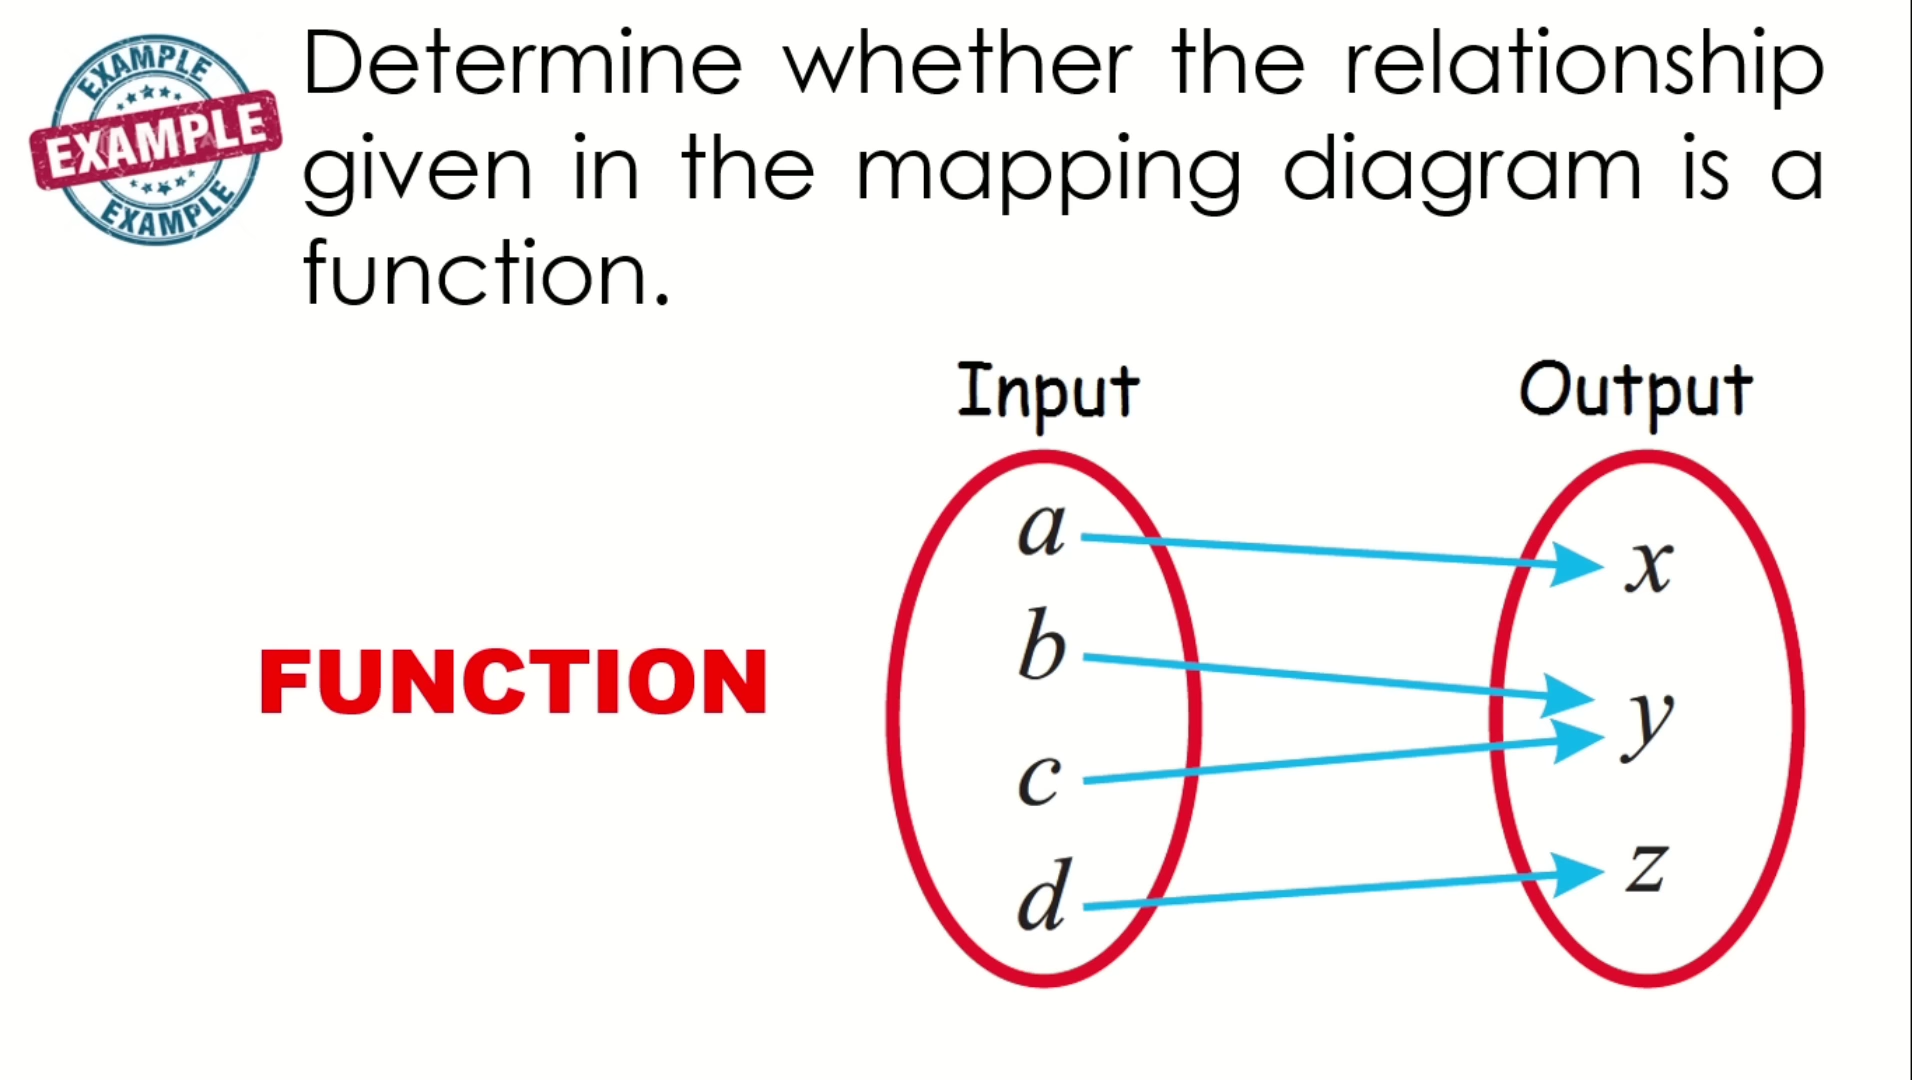 EXAMPLE
EXAMPLE
EXAMPLE
Determine whether the relationship
given in the mapping diagram is a
function.
Input Output
a
x
b
FUNCTION
y
c
z
d